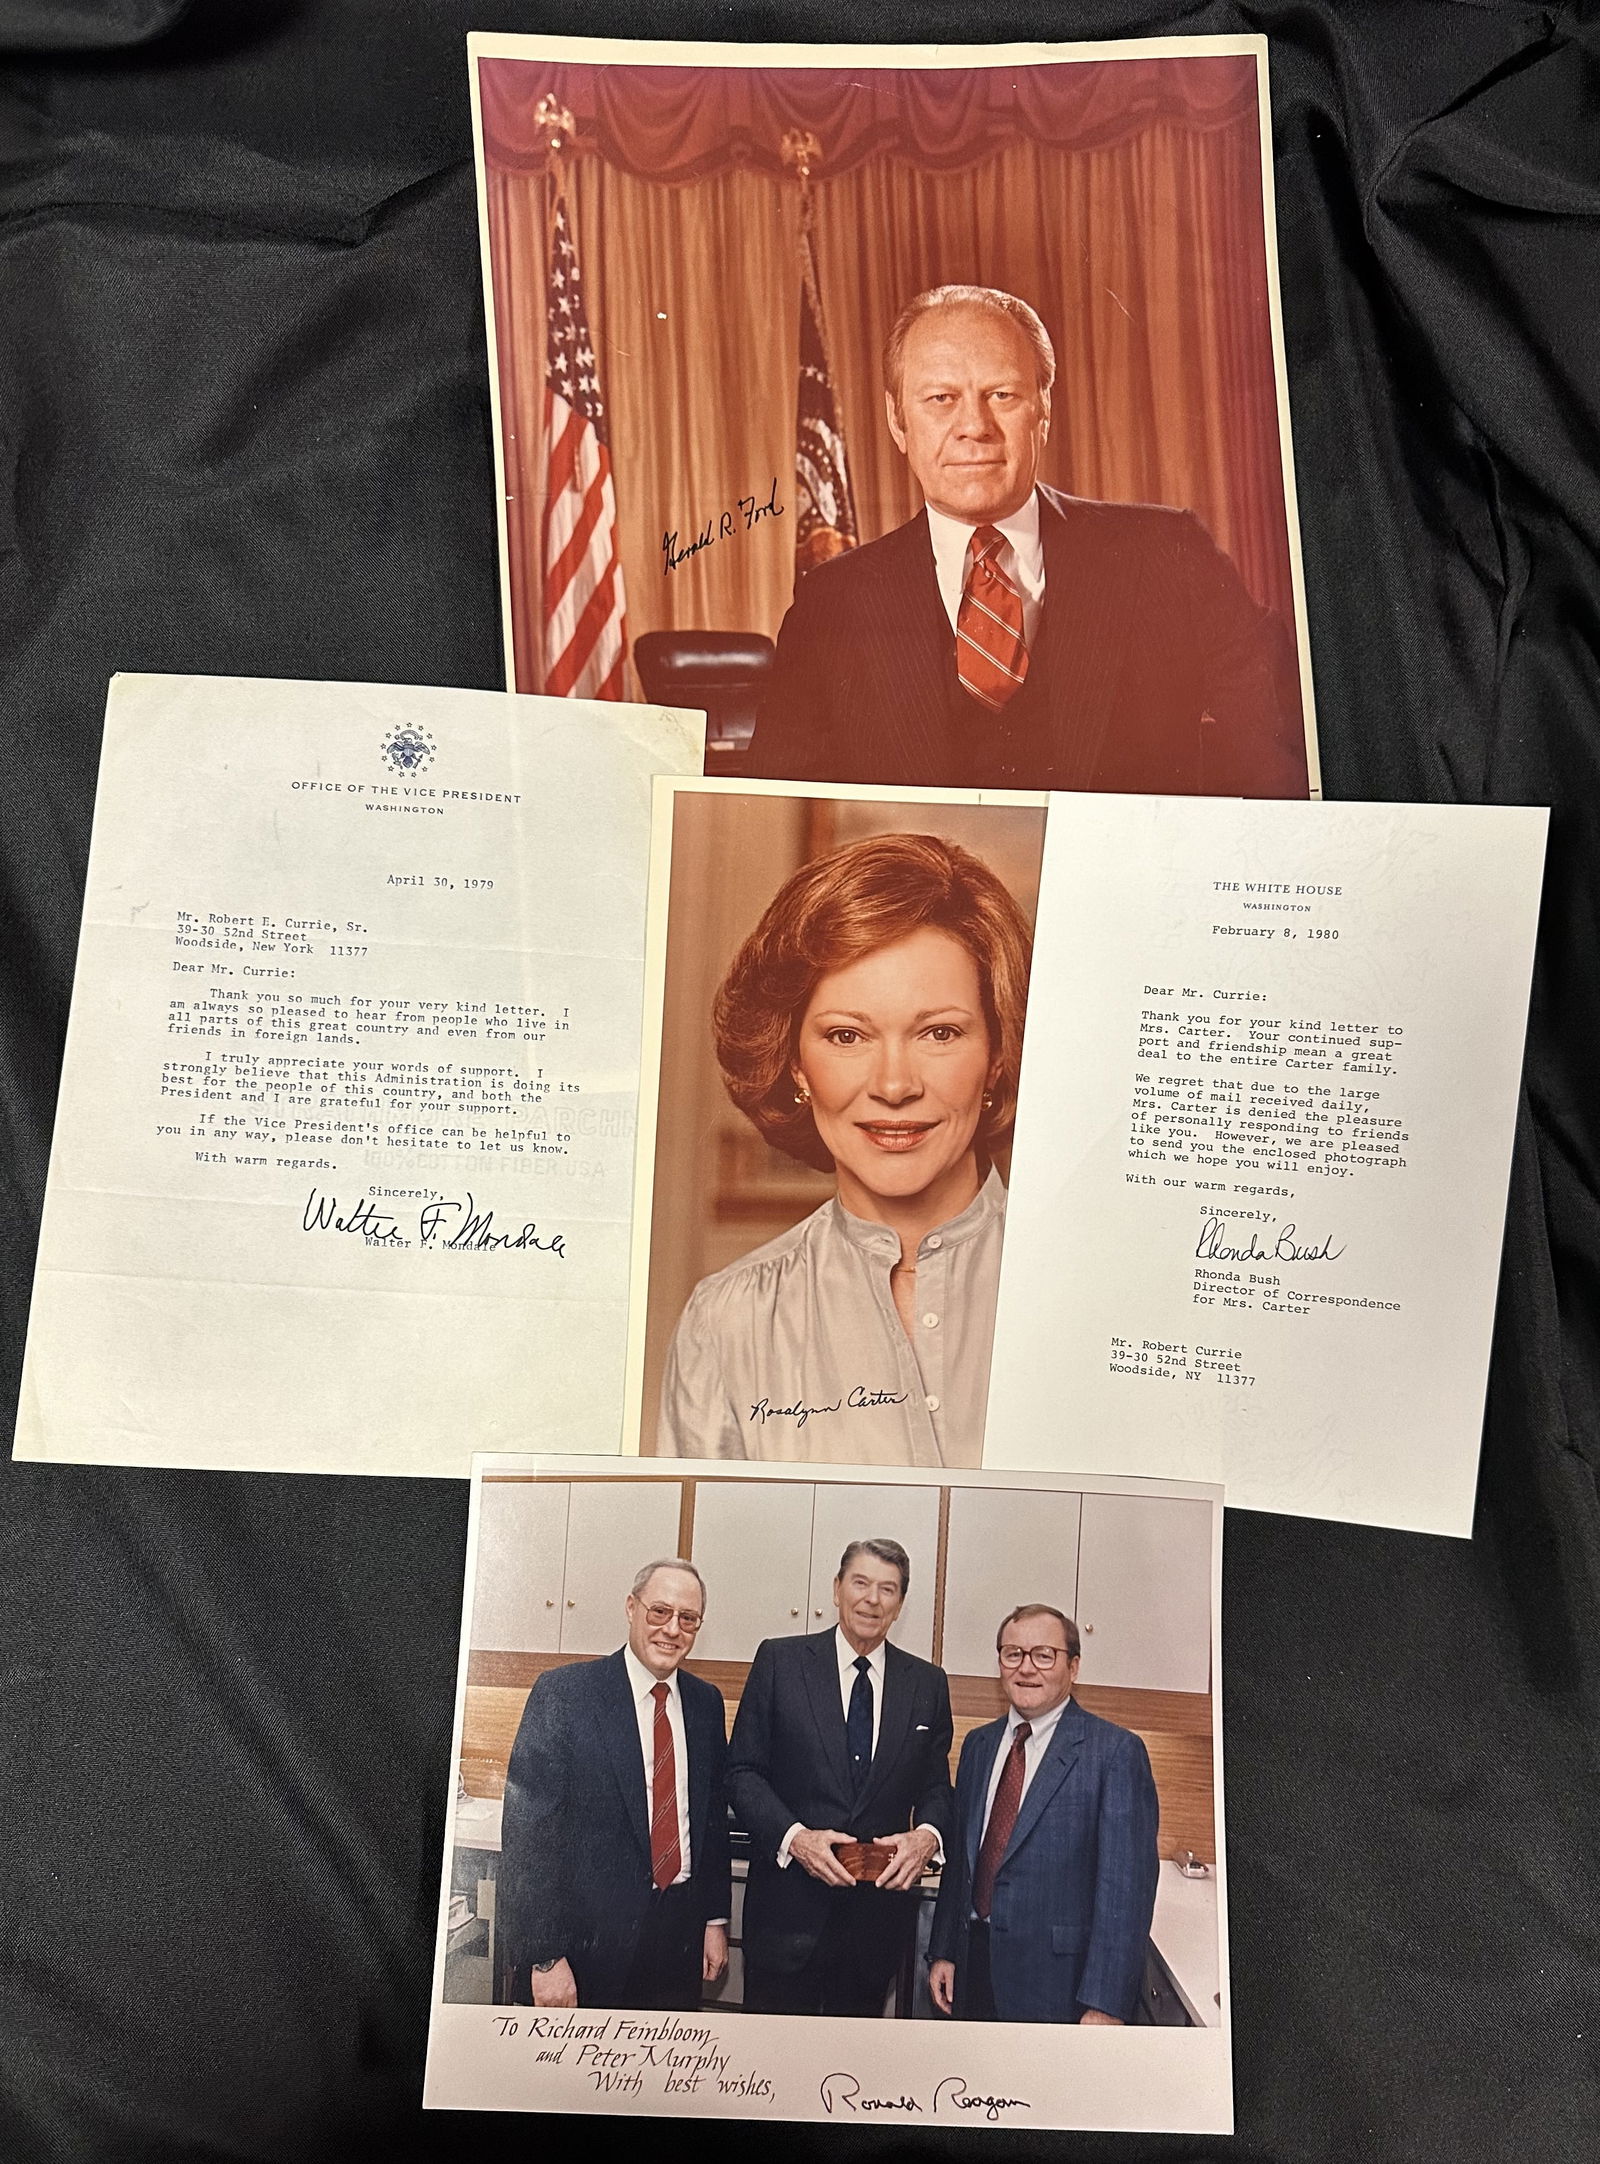 Gerald R. Ford
OFFICE OF THE VICE PRESIDENT
WASHINGTON
April 30, 1979
Mr. Robert E. Currie, Sr.
39-30 52nd Street
Woodside, New York 11377
Dear Mr. Currie:
Thank you so much for your very kind letter. I
am always so pleased to hear from people who live in
all parts of this great country and even from our
friends in foreign lands.
I truly appreciate your words of support. I
strongly believe that this Administration is doing its
best for the people of this country, and both the
President and I are grateful for your support.
If the Vice President's office can be helpful to
you in any way, please don't hesitate to let us know.
With warm regards.
Sincerely,
Walter F. Mondale
Walter F. Mondale
100% COTTON FIBER USA
Rosalynn Carter
THE WHITE HOUSE
WASHINGTON
February 8, 1980
Dear Mr. Currie:
Thank you for your kind letter to
Mrs. Carter. Your continued sup-
port and friendship mean a great
deal to the entire Carter family.
We regret that due to the large
volume of mail received daily,
Mrs. Carter is denied the pleasure
of personally responding to friends
like you. However, we are pleased
to send you the enclosed photograph
which we hope you will enjoy.
With our warm regards,
Sincerely,
Rhonda Bush
Rhonda Bush
Director of Correspondence
for Mrs. Carter
Mr. Robert Currie
39-30 52nd Street
Woodside, NY 11377
To Richard Feinbloom
and Peter Murphy
With best wishes,
Ronald Reagan